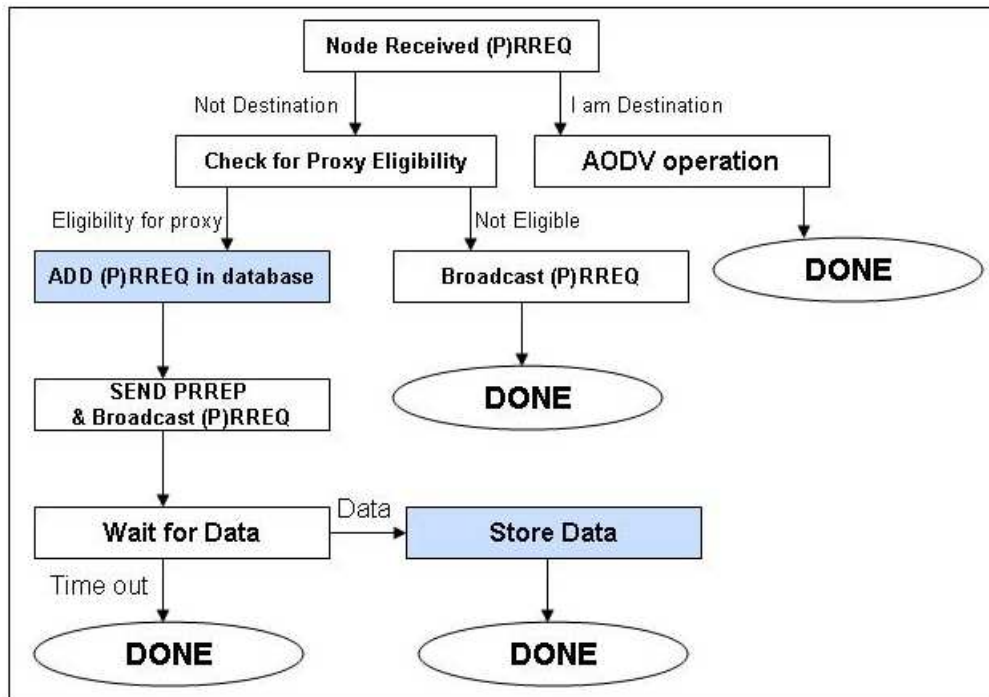 Node Received (P)RREQ
Not Destination
I am Destination
Check for Proxy Eligibility
AODV operation
Eligibility for proxy
Not Eligible
ADD (P)RREQ in database
Broadcast (P)RREQ
DONE
SEND PRREP
& Broadcast (P)RREQ
DONE
Wait for Data
Data
Store Data
Time out
DONE
DONE